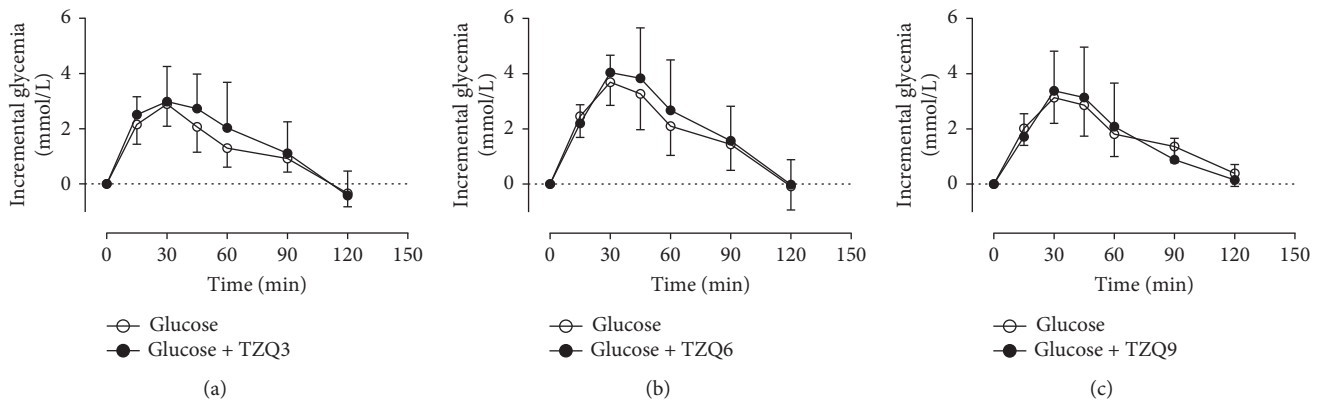 Incremental glycemia
(mmol/L)
6
4
2
0
0 30 60 90 120 150
Time (min)
Glucose
Glucose + TZQ3
(a)
Incremental glycemia
(mmol/L)
6
4
2
0
0 30 60 90 120 150
Time (min)
Glucose
Glucose + TZQ6
(b)
Incremental glycemia
(mmol/L)
6
4
2
0
0 30 60 90 120 150
Time (min)
Glucose
Glucose + TZQ9
(c)